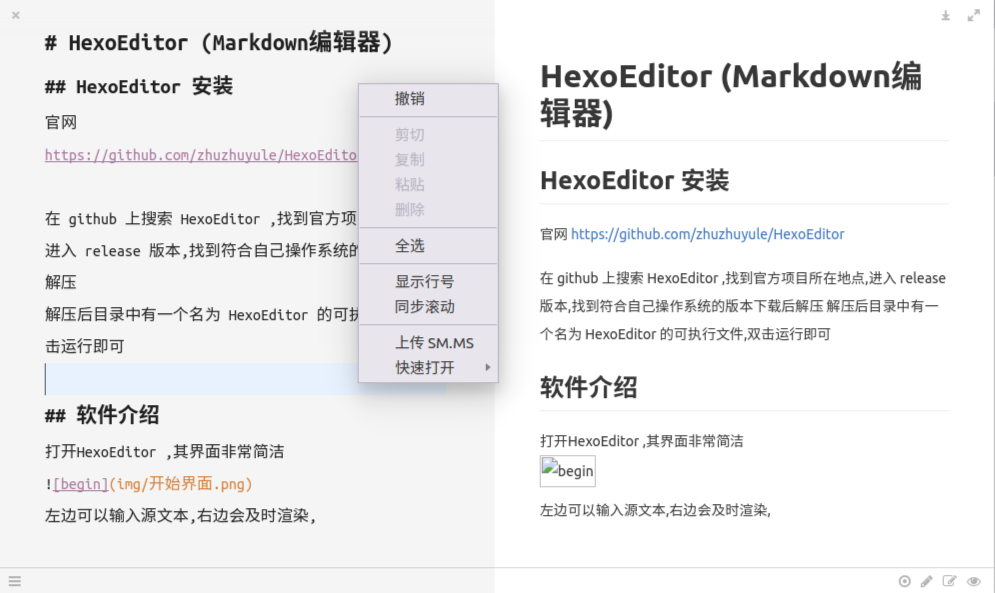 # HexoEditor (Markdown编辑器)
## HexoEditor 安装
官网
https://github.com/zhuzhuyule/HexoEdito
在 github 上搜索 HexoEditor ,找到官方项
进入 release 版本,找到符合自己操作系统的
解压
解压后目录中有一个名为 HexoEditor 的可执
击运行即可
## 软件介绍
打开HexoEditor ,其界面非常简洁
![begin](img/开始界面.png)
左边可以输入源文本,右边会及时渲染,
撤销
剪切
复制
粘贴
删除
全选
显示行号
同步滚动
上传 SM.MS
快速打开
HexoEditor (Markdown编
辑器)
HexoEditor 安装
官网 https://github.com/zhuzhuyule/HexoEditor
在 github 上搜索 HexoEditor ,找到官方项目所在地点,进入 release
版本,找到符合自己操作系统的版本下载后解压 解压后目录中有一
个名为 HexoEditor 的可执行文件,双击运行即可
软件介绍
打开HexoEditor ,其界面非常简洁
begin
左边可以输入源文本,右边会及时渲染,